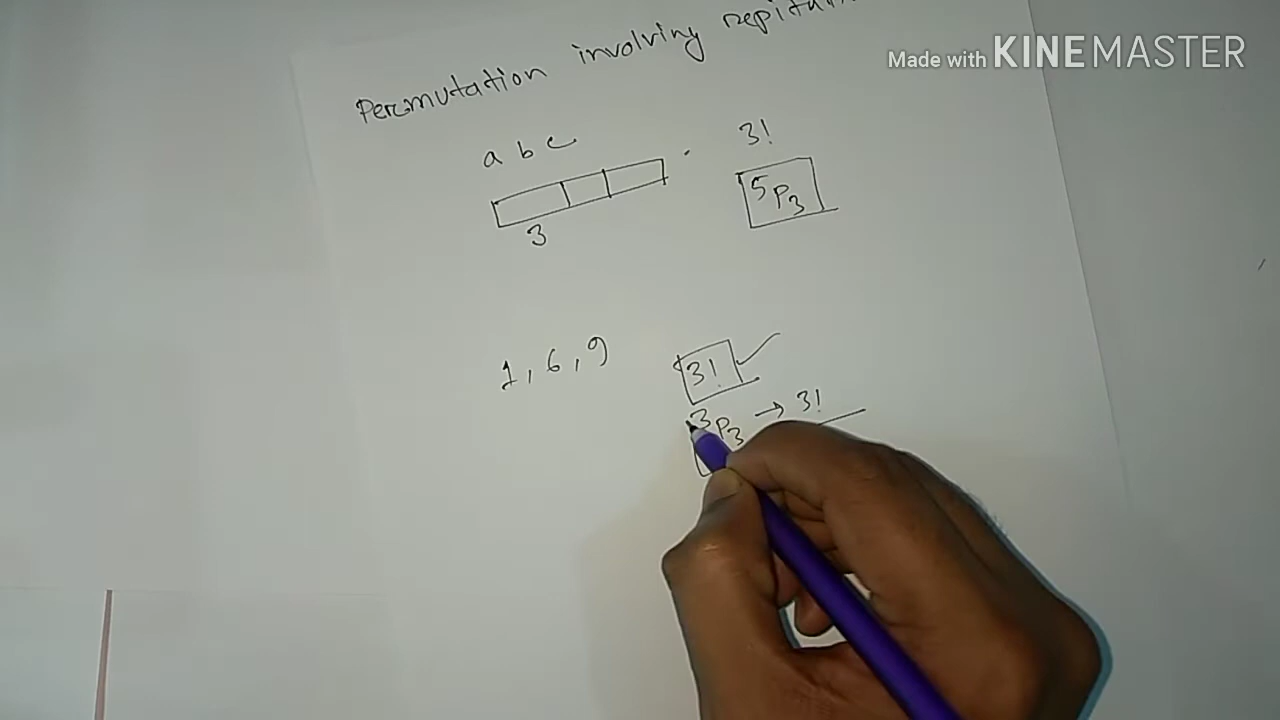 Permutation involving
Made with KINEMASTER
a b c
3!
5P3
3
1, 6, 9
3!
3P3 → 3!